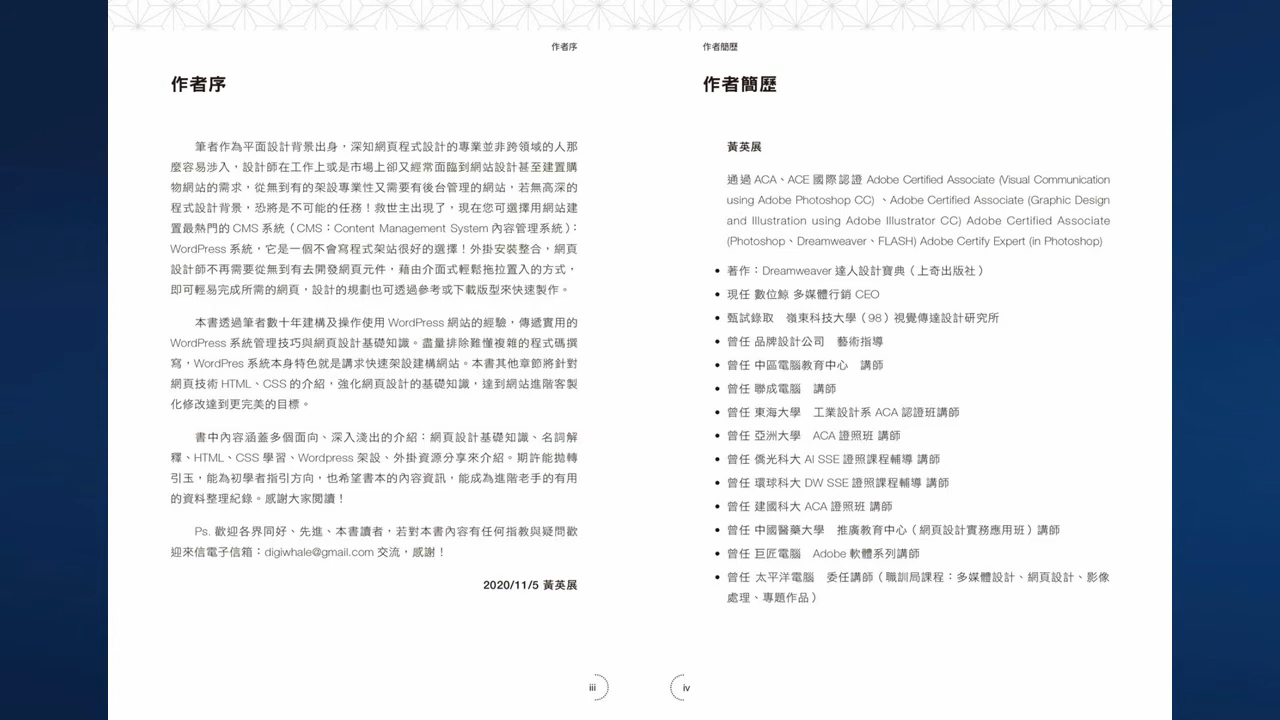 作者序
作者序
筆者作為平面設計背景出身，深知網頁程式設計的專業並非跨領域的人那
麼容易涉入，設計師在工作上或是市場上卻又經常面臨到網站設計甚至建置購
物網站的需求，從無到有的架設專業性又需要有後台管理的網站，若無高深的
程式設計背景，恐將是不可能的任務！救世主出現了，現在您可選擇用網站建
置最熱門的 CMS 系統（CMS：Content Management System 內容管理系統）：
WordPress 系統，它是一個不會寫程式架站很好的選擇！外掛安裝整合，網頁
設計師不再需要從無到有去開發網頁元件，藉由介面式輕鬆拖拉置入的方式，
即可輕易完成所需的網頁，設計的規劃也可透過參考或下載版型來快速製作。
本書透過筆者數十年建構及操作使用 WordPress 網站的經驗，傳遞實用的
WordPress 系統管理技巧與網頁設計基礎知識。盡量排除難懂複雜的程式碼撰
寫，WordPres 系統本身特色就是講求快速架設建構網站。本書其他章節將針對
網頁技術 HTML、CSS 的介紹，強化網頁設計的基礎知識，達到網站進階客製
化修改達到更完美的目標。
書中內容涵蓋多個面向、深入淺出的介紹：網頁設計基礎知識、名詞解
釋、HTML、CSS 學習、Wordpress 架設、外掛資源分享來介紹。期許能拋轉
引玉，能為初學者指引方向，也希望書本的內容資訊，能成為進階老手的有用
的資料整理紀錄。感謝大家閱讀！
Ps. 歡迎各界同好、先進、本書讀者，若對本書內容有任何指教與疑問歡
迎來信電子信箱：digiwhale@gmail.com 交流，感謝！
2020/11/5 黃英展
iii
作者簡歷
作者簡歷
黃英展
通過 ACA、ACE 國際認證 Adobe Certified Associate (Visual Communication
using Adobe Photoshop CC) 、Adobe Certified Associate (Graphic Design
and Illustration using Adobe Illustrator CC) Adobe Certified Associate
(Photoshop、Dreamweaver、FLASH) Adobe Certify Expert (in Photoshop)
• 著作：Dreamweaver 達人設計寶典（上奇出版社）
• 現任 數位鯨 多媒體行銷 CEO
• 甄試錄取　嶺東科技大學（98）視覺傳達設計研究所
• 曾任 品牌設計公司　藝術指導
• 曾任 中區電腦教育中心　講師
• 曾任 聯成電腦　講師
• 曾任 東海大學　工業設計系 ACA 認證班講師
• 曾任 亞洲大學　ACA 證照班 講師
• 曾任 僑光科大 AI SSE 證照課程輔導 講師
• 曾任 環球科大 DW SSE 證照課程輔導 講師
• 曾任 建國科大 ACA 證照班 講師
• 曾任 中國醫藥大學　推廣教育中心（網頁設計實務應用班）講師
• 曾任 巨匠電腦　Adobe 軟體系列講師
• 曾任 太平洋電腦　委任講師（職訓局課程：多媒體設計、網頁設計、影像
處理、專題作品）
iv